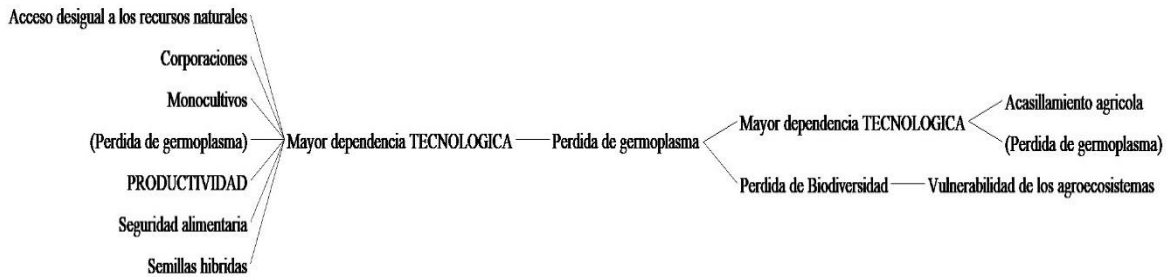 Acceso desigual a los recursos naturales
Corporaciones
Monocultivos
(Perdida de germoplasma)
PRODUCTIVIDAD
Seguridad alimentaria
Semillas hibridas
Mayor dependencia TECNOLOGICA
Perdida de germoplasma
Mayor dependencia TECNOLOGICA
Perdida de Biodiversidad
Acasillamiento agricola
(Perdida de germoplasma)
Vulnerabilidad de los agroecosistemas